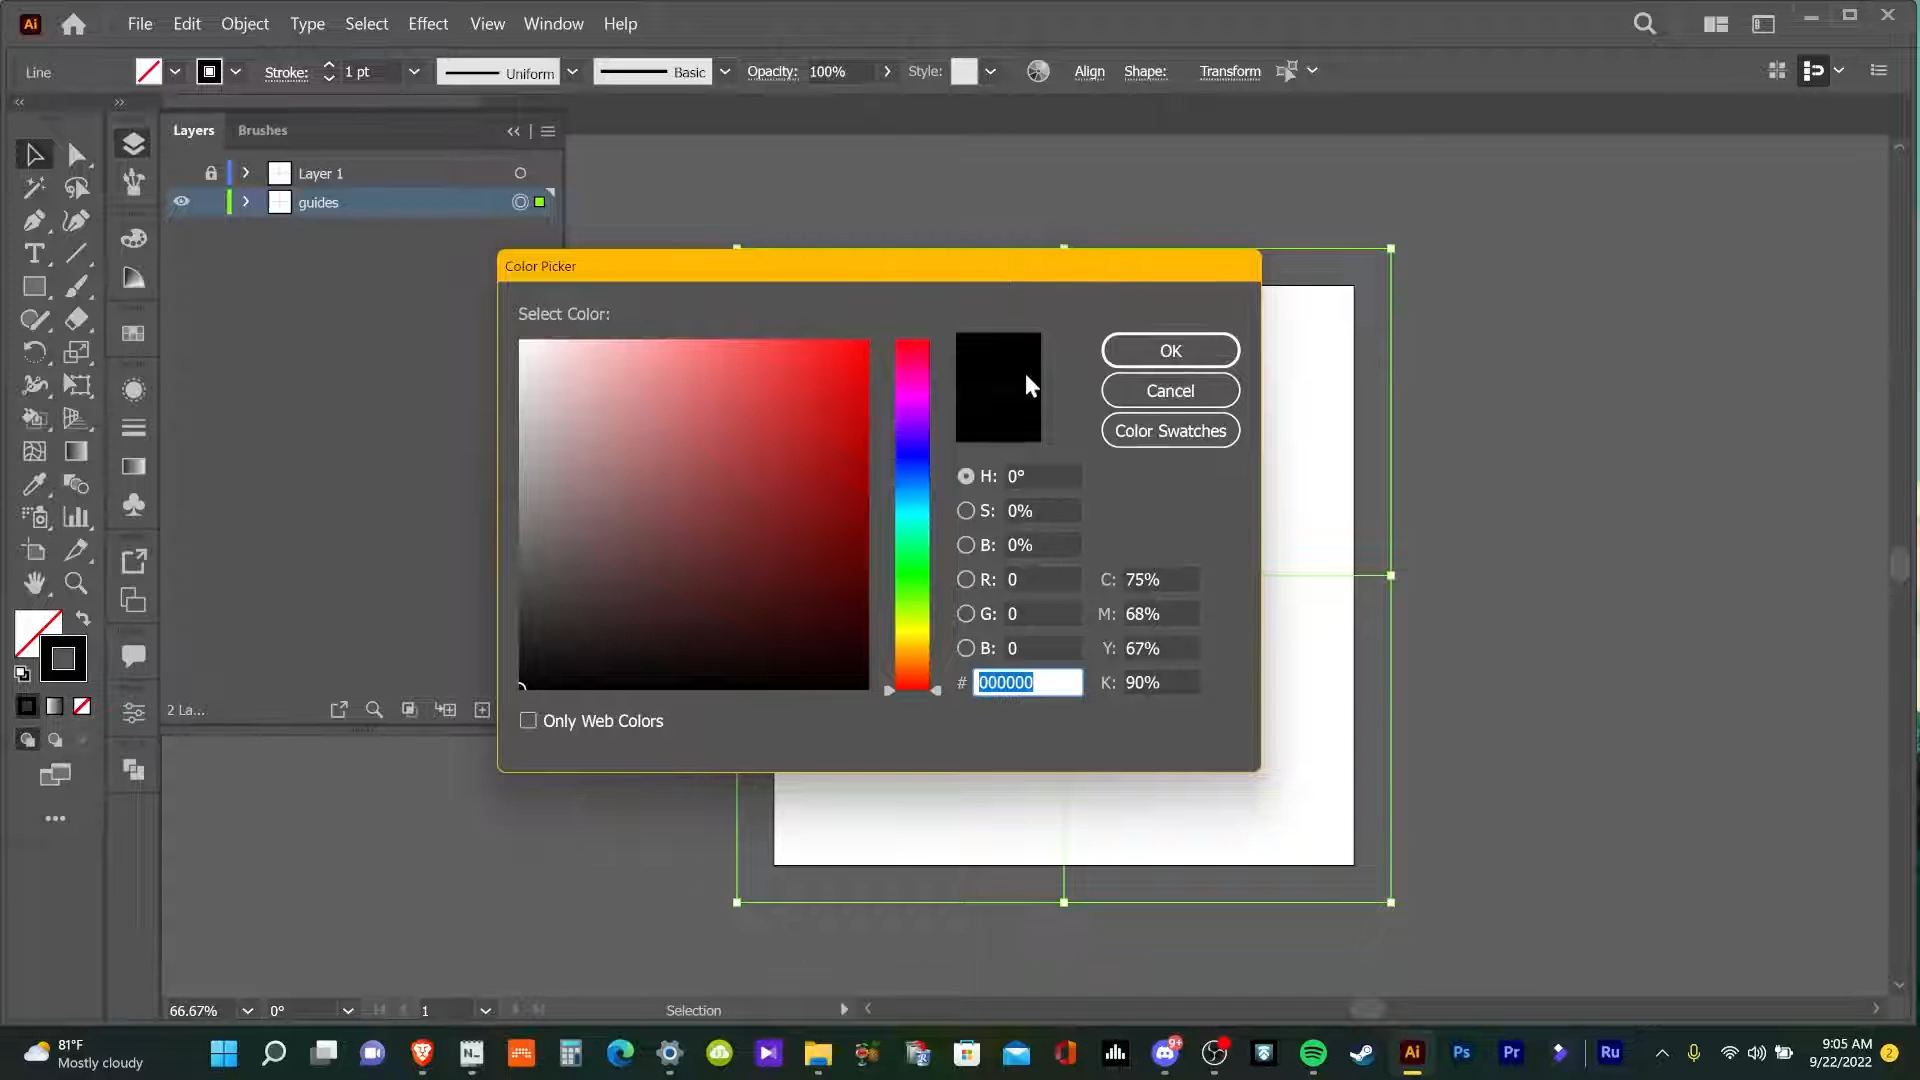 Ai File Edit Object Type Select Effect View Window Help
Line Stroke: 1 pt Uniform Basic Opacity: 100% Style: Align Shape: Transform
Layers Brushes
Layer 1
guides
Color Picker
Select Color:
OK
Cancel
Color Swatches
H: 0°
S: 0%
B: 0%
R: 0 C: 75%
G: 0 M: 68%
B: 0 Y: 67%
# 000000 K: 90%
Only Web Colors
T
2 La...
66.67% 0° 1 Selection
81°F
Mostly cloudy
N
9+
Ai Ps Pr Ru
9:05 AM
9/22/2022
2